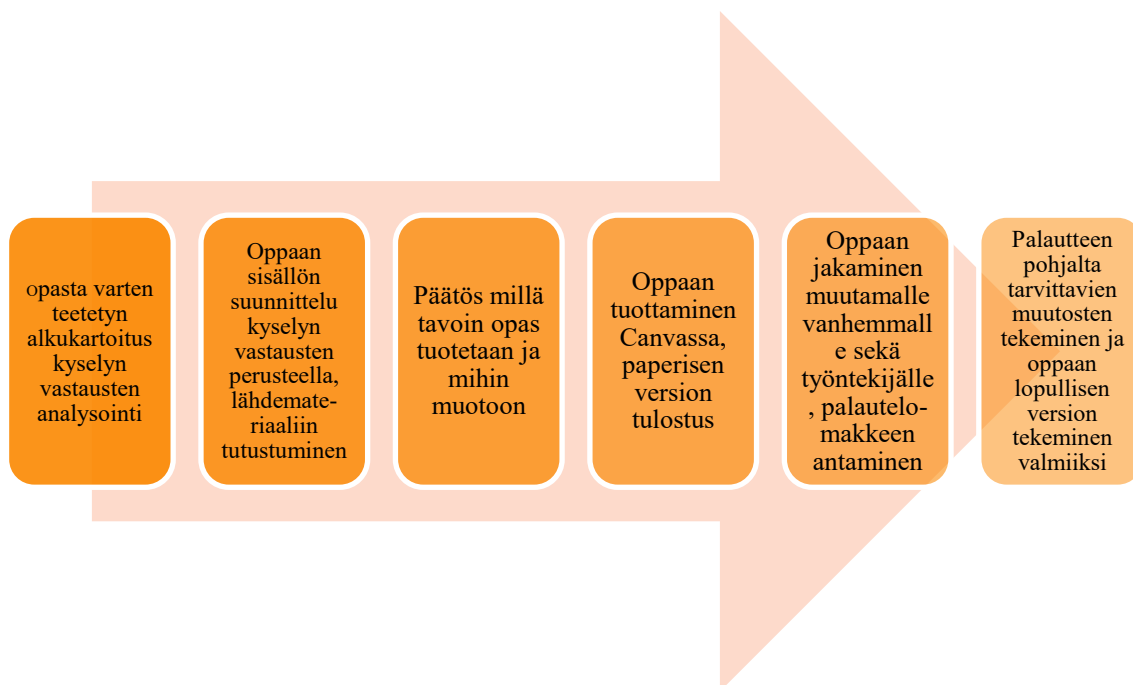 opasta varten
teetetyn
alkukartoitus
kyselyn
vastausten
analysointi
Oppaan
sisällön
suunnittelu
kyselyn
vastausten
perusteella,
lähdemate-
riaaliin
tutustuminen
Päätös millä
tavoin opas
tuotetaan ja
mihin
muotoon
Oppaan
tuottaminen
Canvassa,
paperisen
version
tulostus
Oppaan
jakaminen
muutamalle
vanhemmall
e sekä
työntekijälle
, palautelo-
makkeen
antaminen
Palautteen
pohjalta
tarvittavien
muutosten
tekeminen ja
oppaan
lopullisen
version
tekeminen
valmiiksi